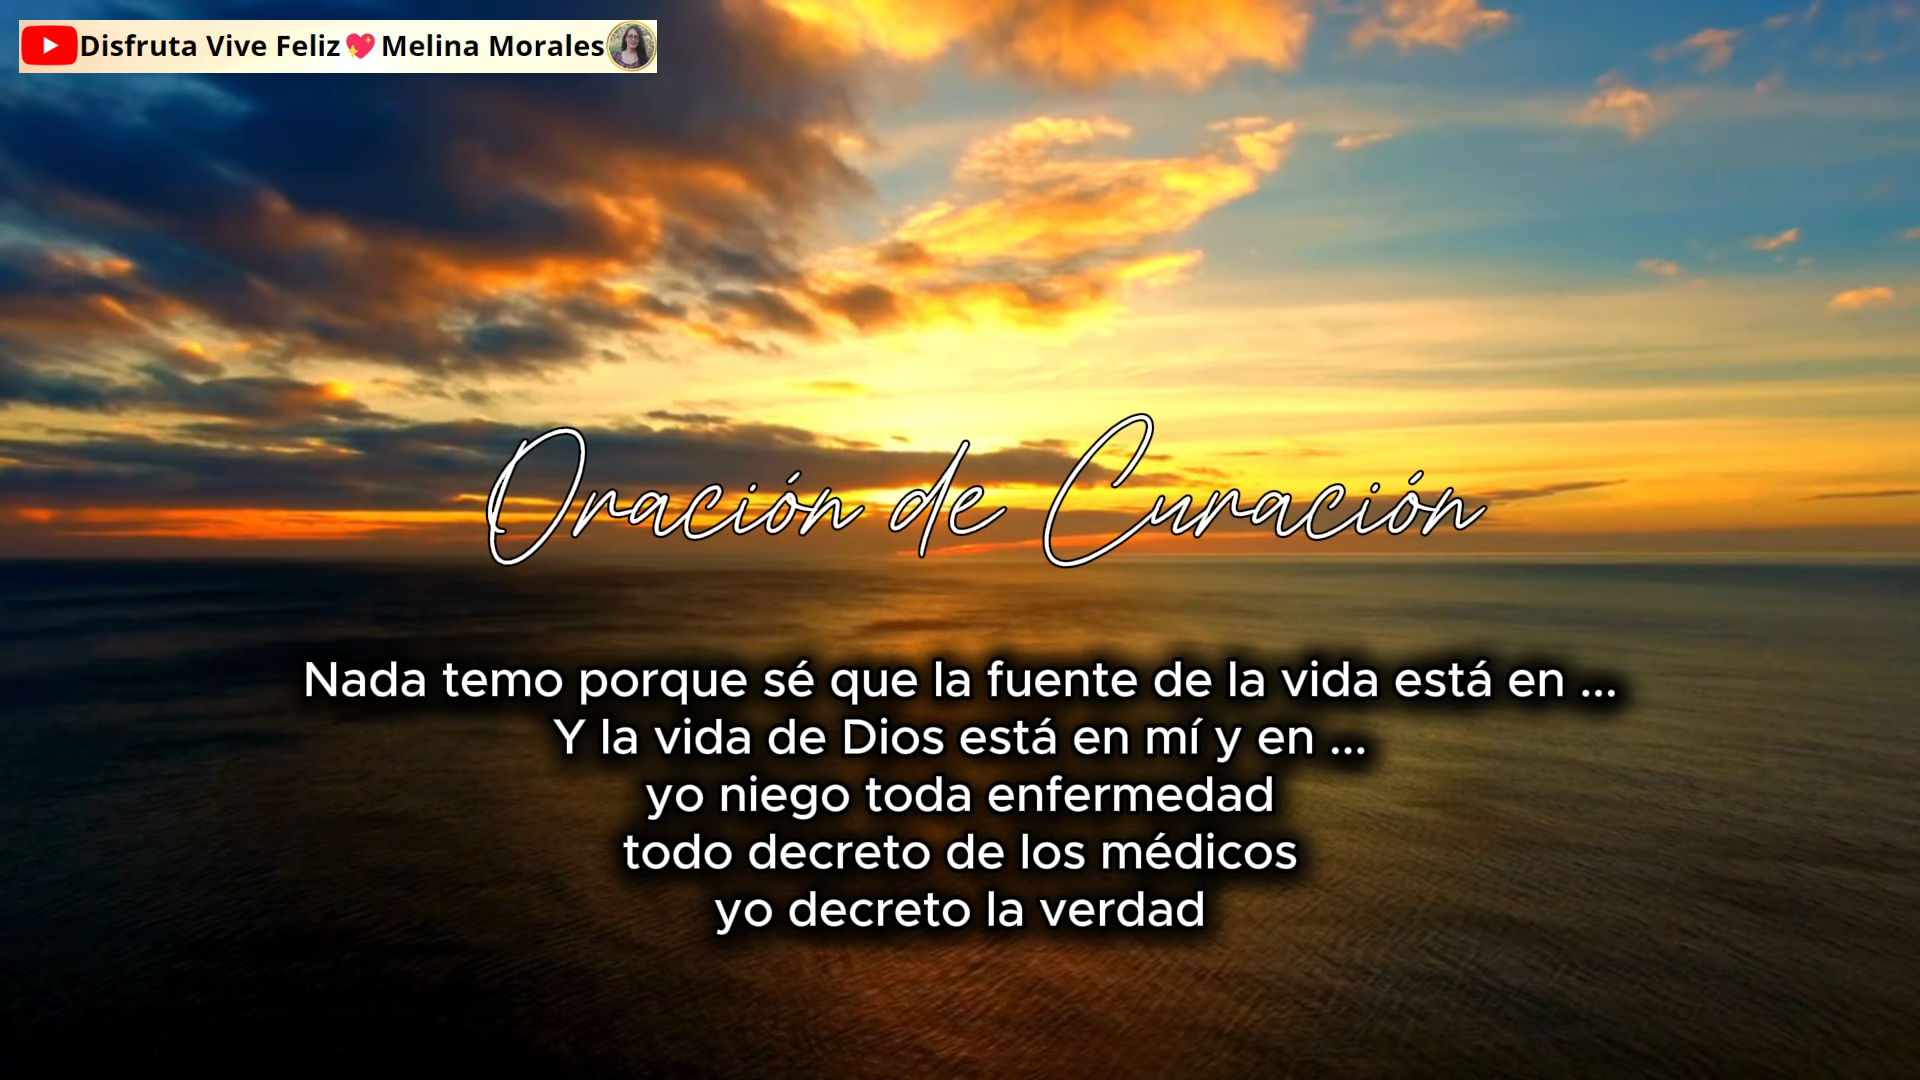 Disfruta Vive Feliz💖Melina Morales
Oración de Curación
Nada temo porque sé que la fuente de la vida está en ...
Y la vida de Dios está en mí y en ...
yo niego toda enfermedad
todo decreto de los médicos
yo decreto la verdad